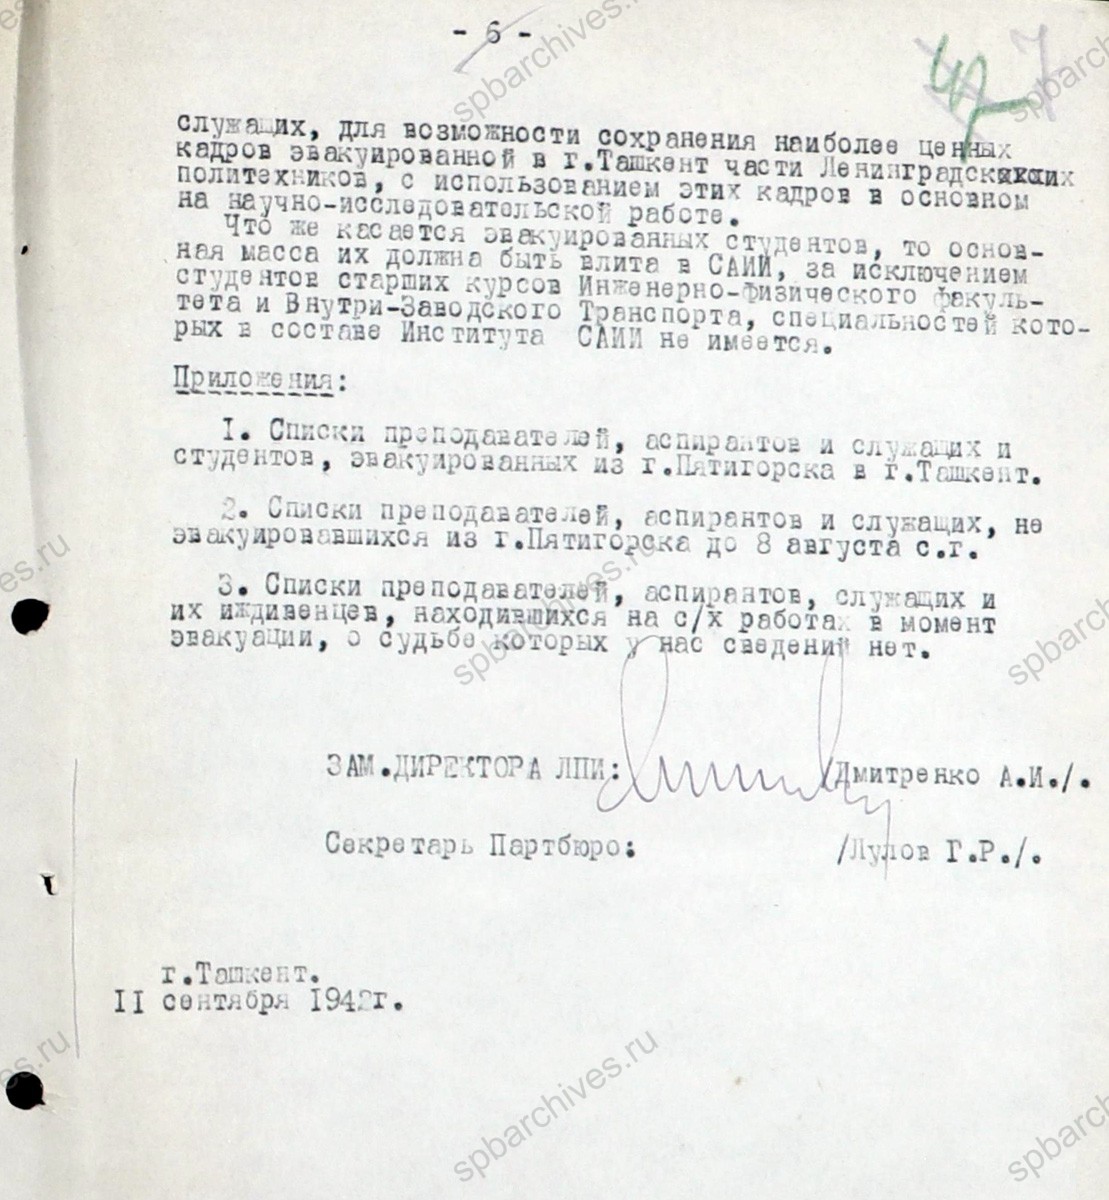 - 6 -
служащих, для возможности сохранения наиболее ценных
кадров эвакуированной в г.Ташкент части Ленинградских
политехников, с использованием этих кадров в основном
на научно-исследовательской работе.
Что же касается эвакуированных студентов, то основ-
ная масса их должна быть влита в САИИ, за исключением
студентов старших курсов Инженерно-Физического факуль-
тета и Внутри-Заводского Транспорта, специальностей кото-
рых в составе Института САИИ не имеется.
Приложения:
I. Списки преподавателей, аспирантов и служащих и
студентов, эвакуированных из г.Пятигорска в г.Ташкент.
2. Списки преподавателей, аспирантов и служащих, не
эвакуировавшихся из г.Пятигорска до 8 августа с.г.
3. Списки преподавателей, аспирантов, служащих и
их иждивенцев, находившихся на с/х работах в момент
эвакуации, о судьбе которых у нас сведений нет.
ЗАМ.ДИРЕКТОРА ЛПИ: /Дмитренко А.И./.
Секретарь Партбюро: /Лулов Г.Р./.
г.Ташкент.
II сентября 1942г.
spbarchives.ru